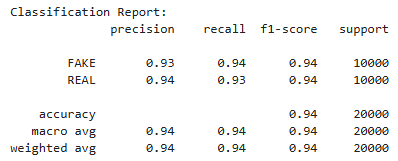 Classification Report:
precision recall f1-score support
FAKE 0.93 0.94 0.94 10000
REAL 0.94 0.93 0.94 10000
accuracy 0.94 20000
macro avg 0.94 0.94 0.94 20000
weighted avg 0.94 0.94 0.94 20000